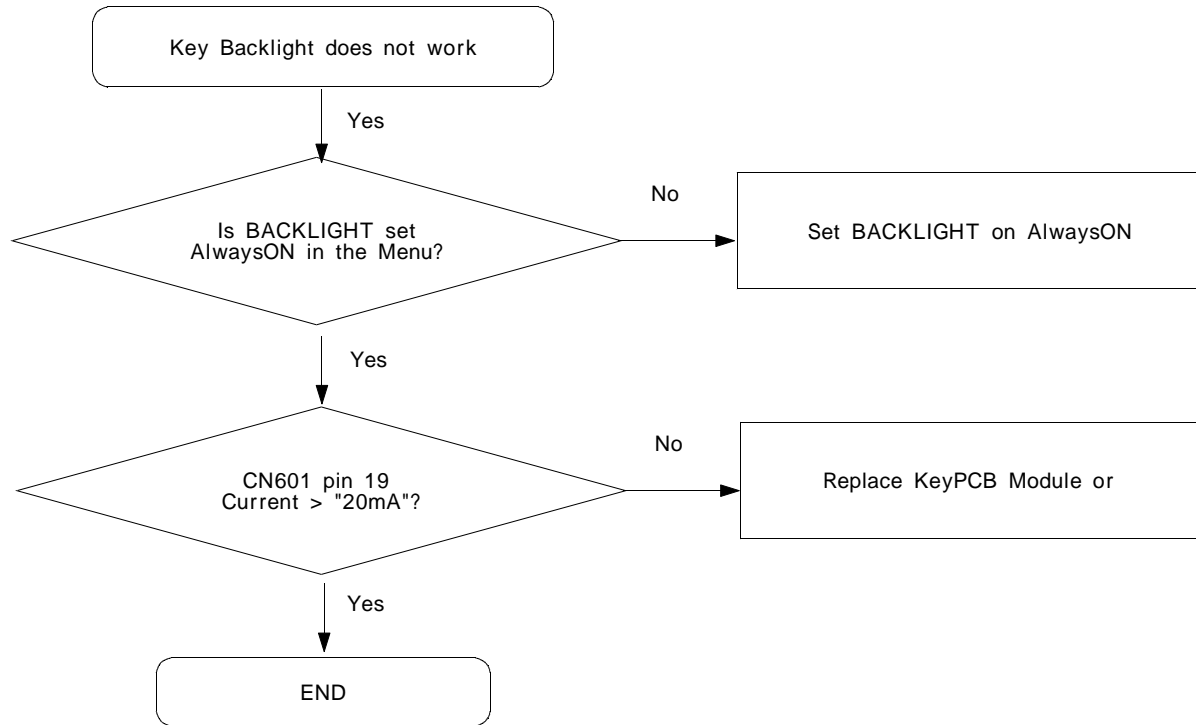 Key Backlight does not work
Yes
Is BACKLIGHT set
AlwaysON in the Menu?
No
Set BACKLIGHT on AlwaysON
Yes
CN601 pin 19
Current > "20mA"?
No
Replace KeyPCB Module or
Yes
END